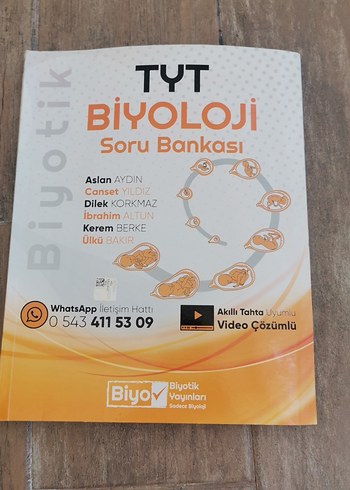 Biyotik
TYT
BİYOLOJİ
Soru Bankası
Aslan AYDIN
Canset YILDIZ
Dilek KORKMAZ
İbrahim ALTUN
Kerem BERKE
Ülkü BAKIR
WhatsApp İletişim Hattı
0 543 411 53 09
Akıllı Tahta Uyumlu
Video Çözümlü
Biyo
Biyotik
Yayınları
Sadece Biyoloji